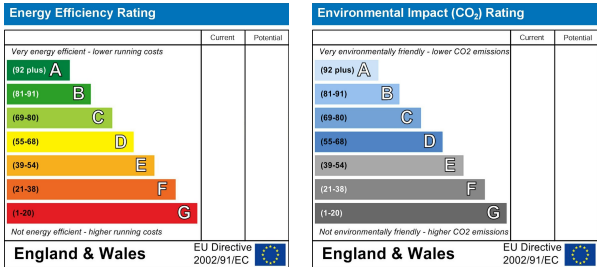 Energy Efficiency Rating
Current Potential
Very energy efficient - lower running costs
(92 plus) A
(81-91) B
(69-80) C
(55-68) D
(39-54) E
(21-38) F
(1-20) G
Not energy efficient - higher running costs
England & Wales
EU Directive
2002/91/EC
Environmental Impact (CO₂) Rating
Current Potential
Very environmentally friendly - lower CO2 emissions
(92 plus) A
(81-91) B
(69-80) C
(55-68) D
(39-54) E
(21-38) F
(1-20) G
Not environmentally friendly - higher CO2 emissions
England & Wales
EU Directive
2002/91/EC